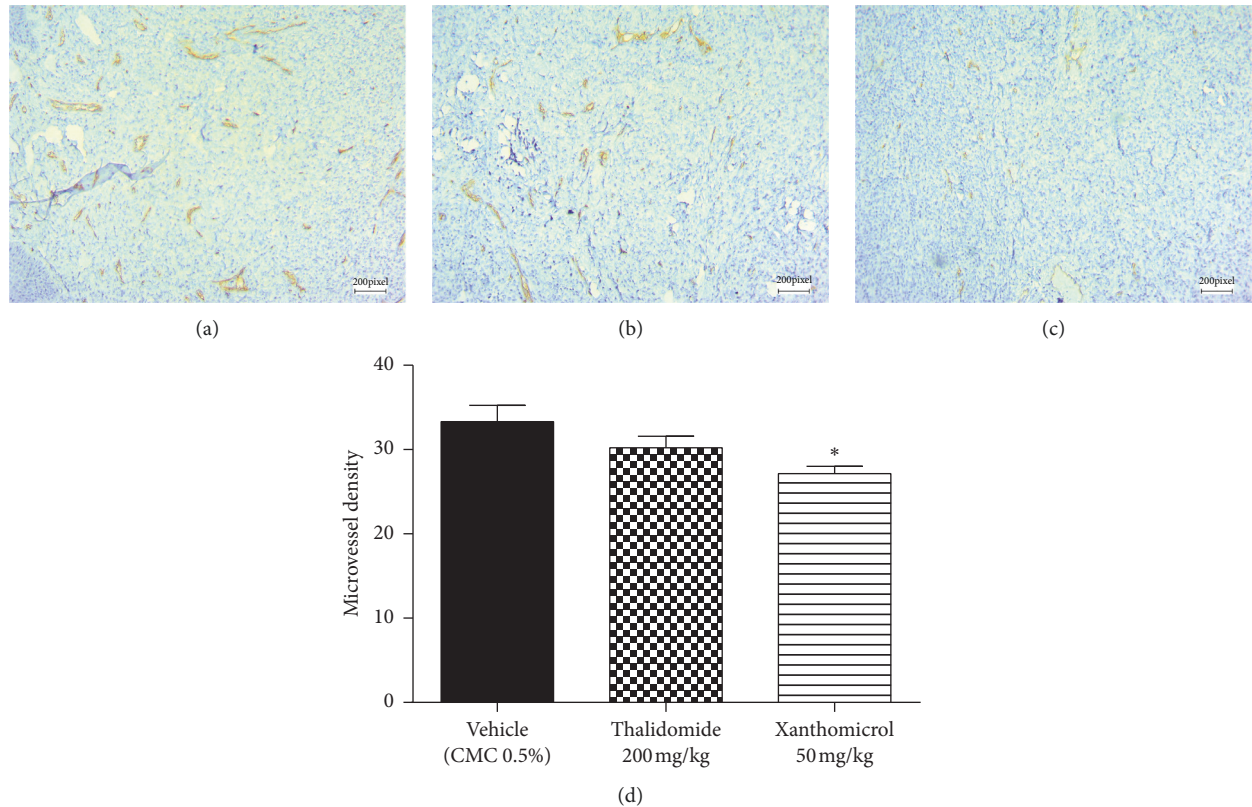 200pixel
200pixel
200pixel
(a)
(b)
(c)
40
30
20
10
0
Microvessel density
*
Vehicle
(CMC 0.5%)
Thalidomide
200 mg/kg
Xanthomicrol
50 mg/kg
(d)